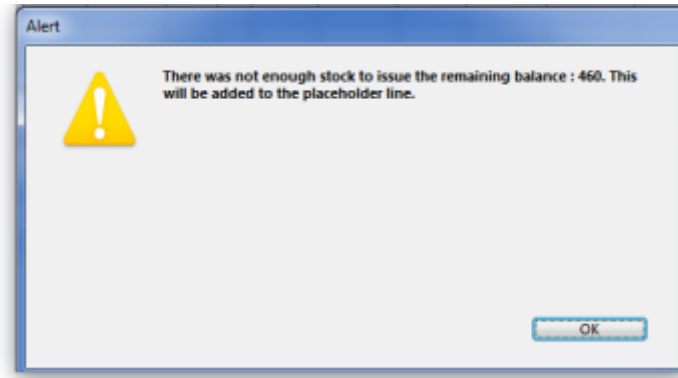 Alert
There was not enough stock to issue the remaining balance : 460. This
will be added to the placeholder line.
OK